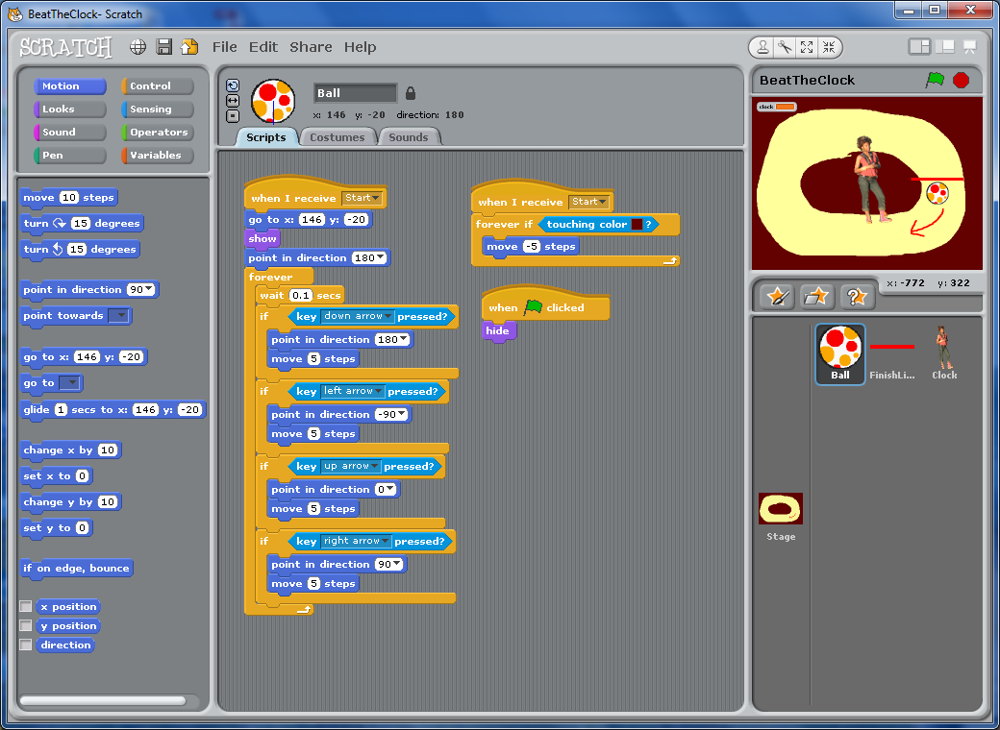 BeatTheClock- Scratch
SCRATCH File Edit Share Help
Motion Control
Looks Sensing
Sound Operators
Pen Variables
move 10 steps
turn 15 degrees
turn 15 degrees
point in direction 90
point towards
go to x: 146 y: -20
go to
glide 1 secs to x: 146 y: -20
change x by 10
set x to 0
change y by 10
set y to 0
if on edge, bounce
x position
y position
direction
Ball
x: 146 y: -20 direction: 180
Scripts Costumes Sounds
when I receive Start
go to x: 146 y: -20
show
point in direction 180
forever
wait 0.1 secs
if key down arrow pressed?
point in direction 180
move 5 steps
if key left arrow pressed?
point in direction -90
move 5 steps
if key up arrow pressed?
point in direction 0
move 5 steps
if key right arrow pressed?
point in direction 90
move 5 steps
when I receive Start
forever if touching color ?
move -5 steps
when clicked
hide
BeatTheClock
clock
x: -772 y: 322
Ball FinishLi... Clock
Stage